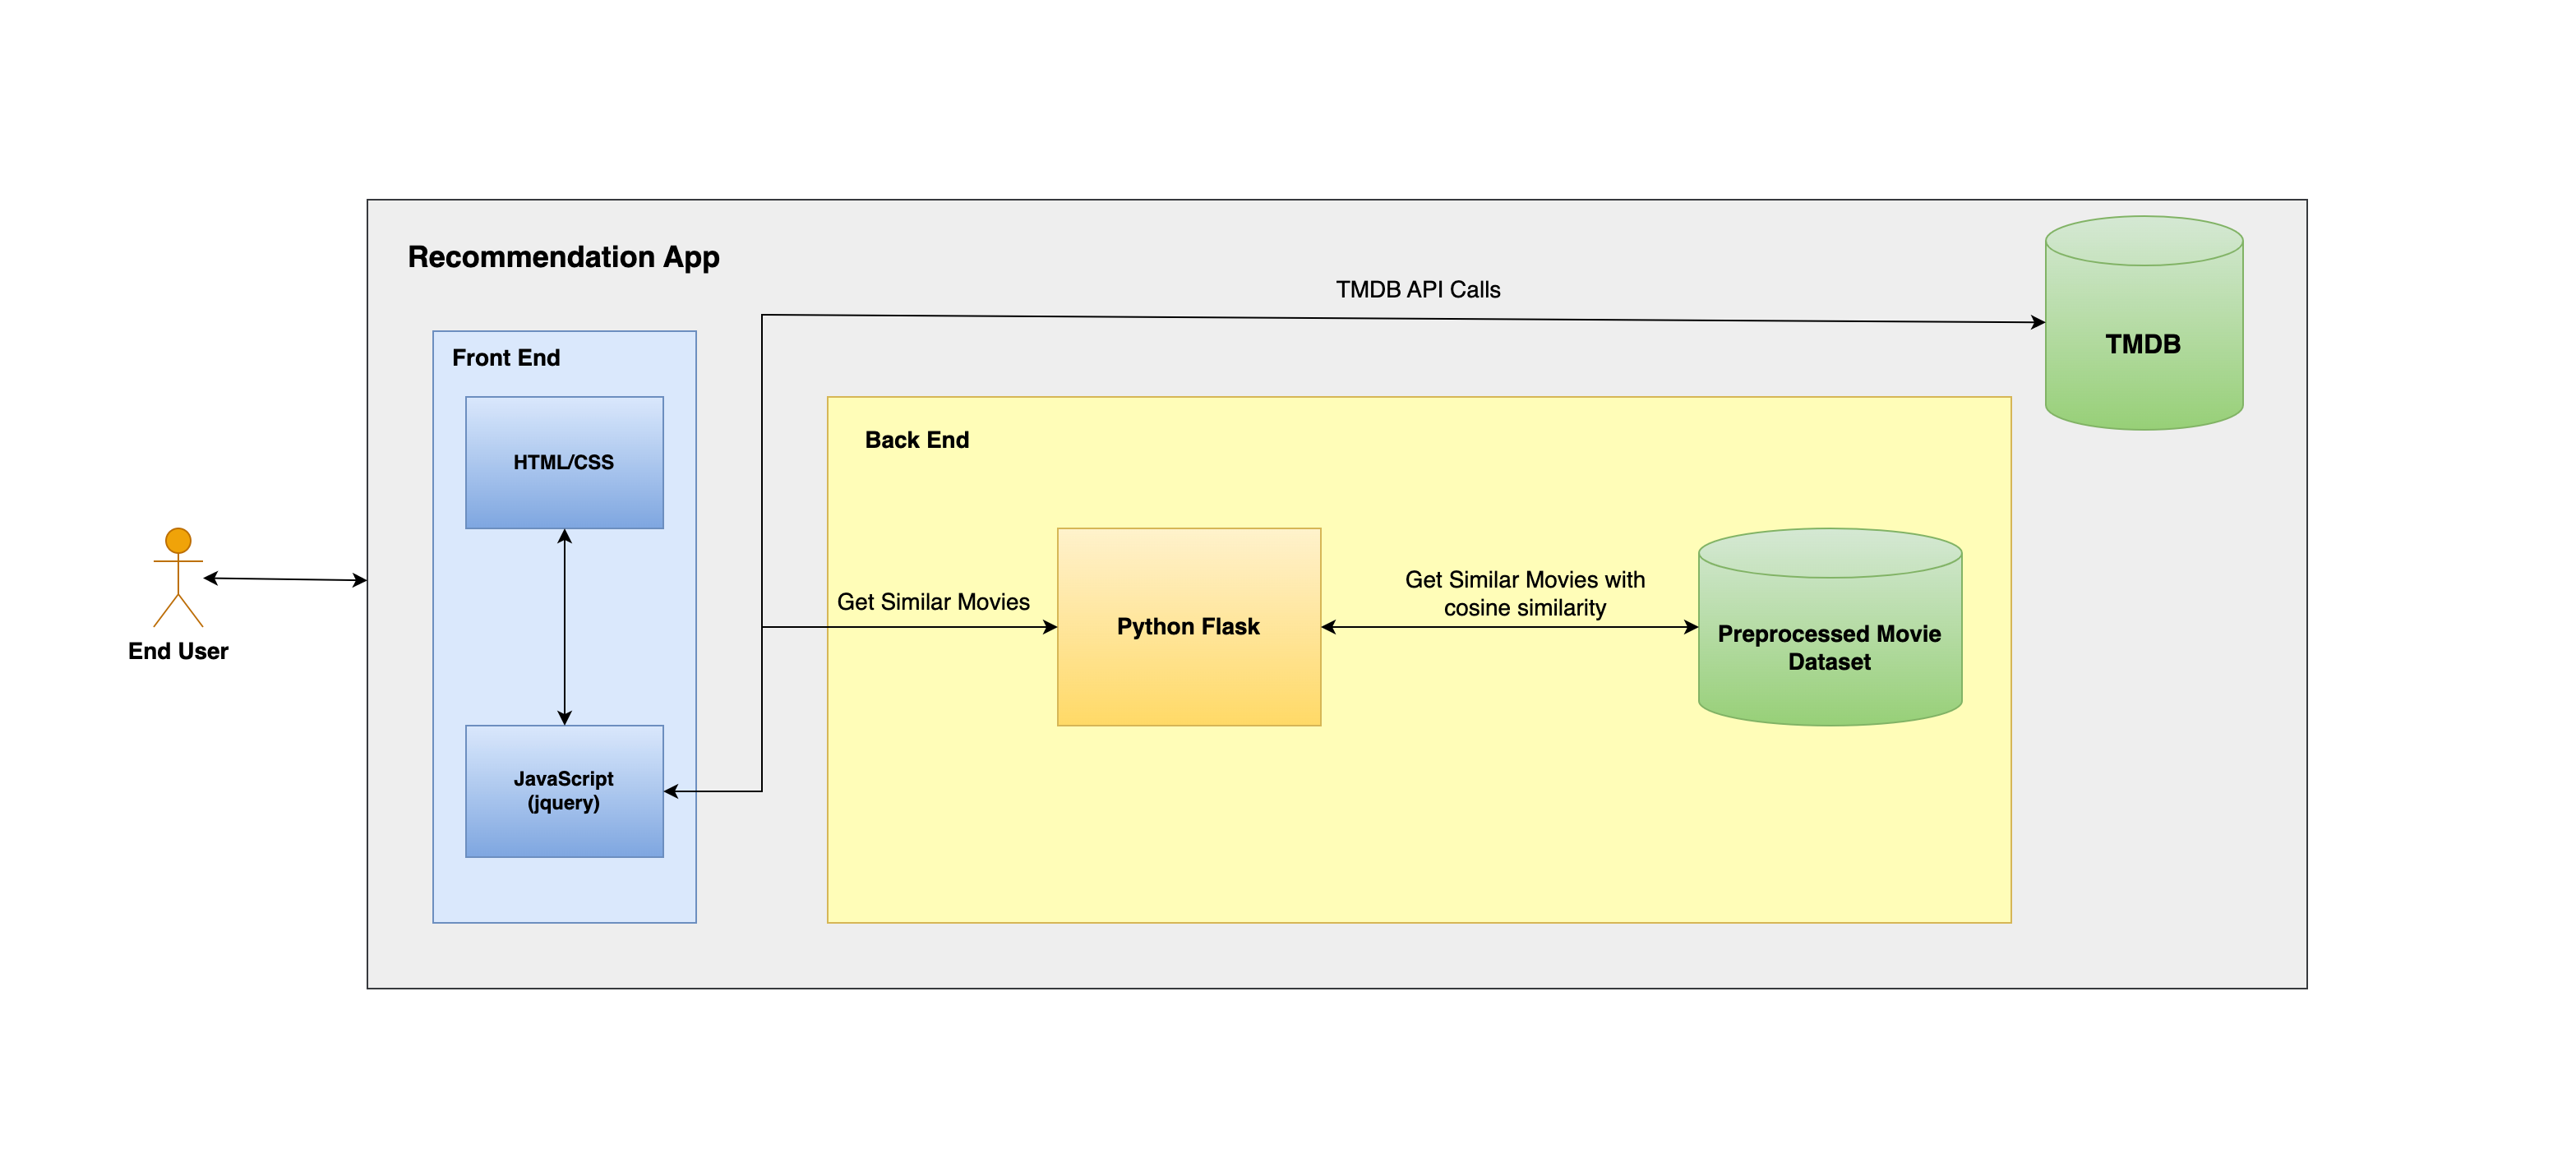 Recommendation App
TMDB API Calls
TMDB
Front End
HTML/CSS
Back End
End User
Get Similar Movies
Python Flask
Get Similar Movies with
cosine similarity
Preprocessed Movie
Dataset
JavaScript
(jquery)